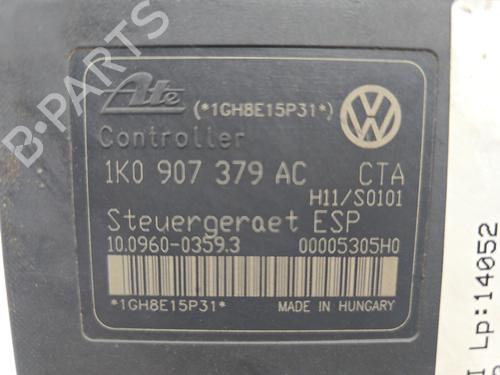 Ate (*1GH8E15P31*)
Controller
1K0 907 379 AC CTA
H11/S0101
Steuergeraet ESP
10.0960-0359.3 00005305H0
*1GH8E15P31* MADE IN HUNGARY
I Lp:14052